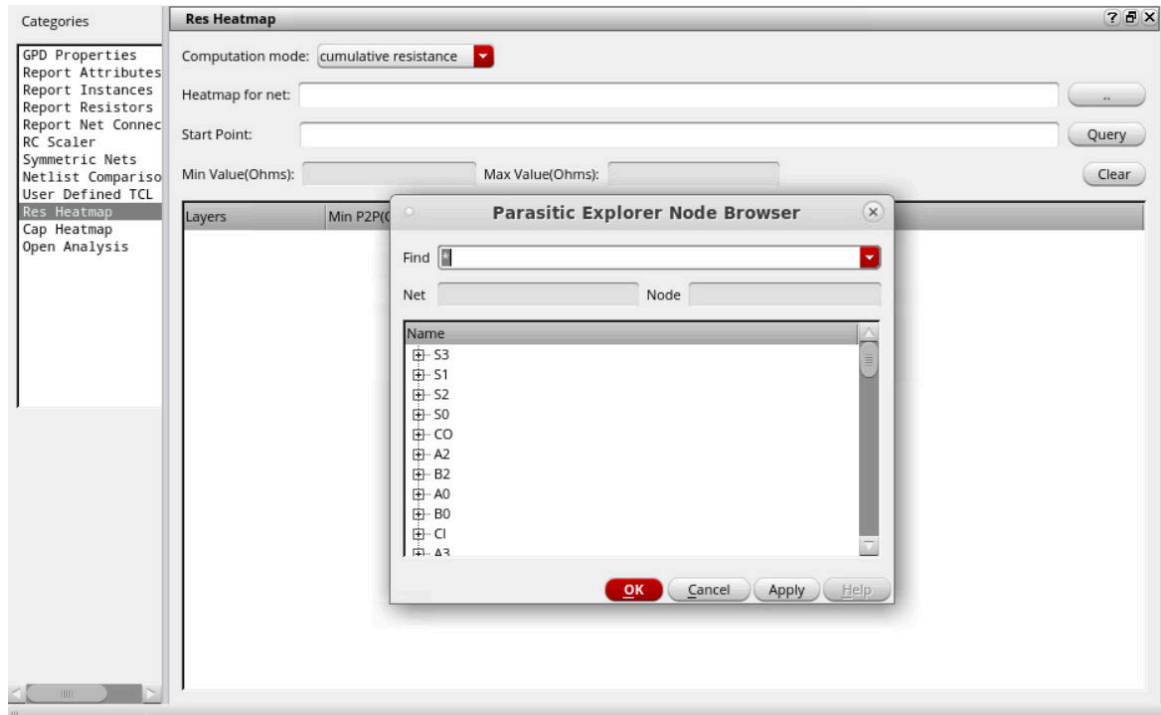 Categories
GPD Properties
Report Attributes
Report Instances
Report Resistors
Report Net Connec
RC Scaler
Symmetric Nets
Netlist Compariso
User Defined TCL
Res Heatmap
Cap Heatmap
Open Analysis
Res Heatmap
Computation mode: cumulative resistance
Heatmap for net: ..
Start Point: Query
Min Value(Ohms): Max Value(Ohms): Clear
Layers Min P2P(
Parasitic Explorer Node Browser
Find *
Net Node
Name
S3
S1
S2
S0
CO
A2
B2
A0
B0
CI
A3
OK Cancel Apply Help